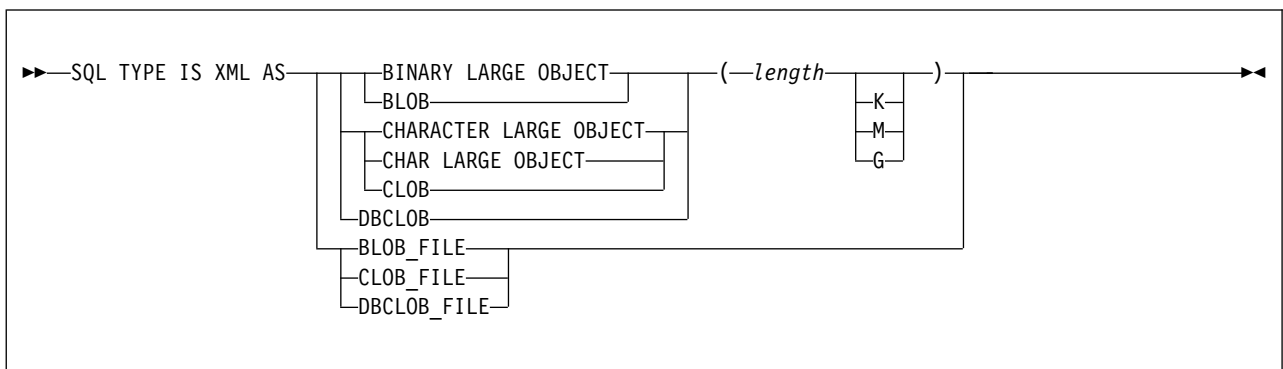 SQL TYPE IS XML AS BINARY LARGE OBJECT ( length )
BLOB K
CHARACTER LARGE OBJECT M
CHAR LARGE OBJECT G
CLOB
DBCLOB
BLOB_FILE
CLOB_FILE
DBCLOB_FILE